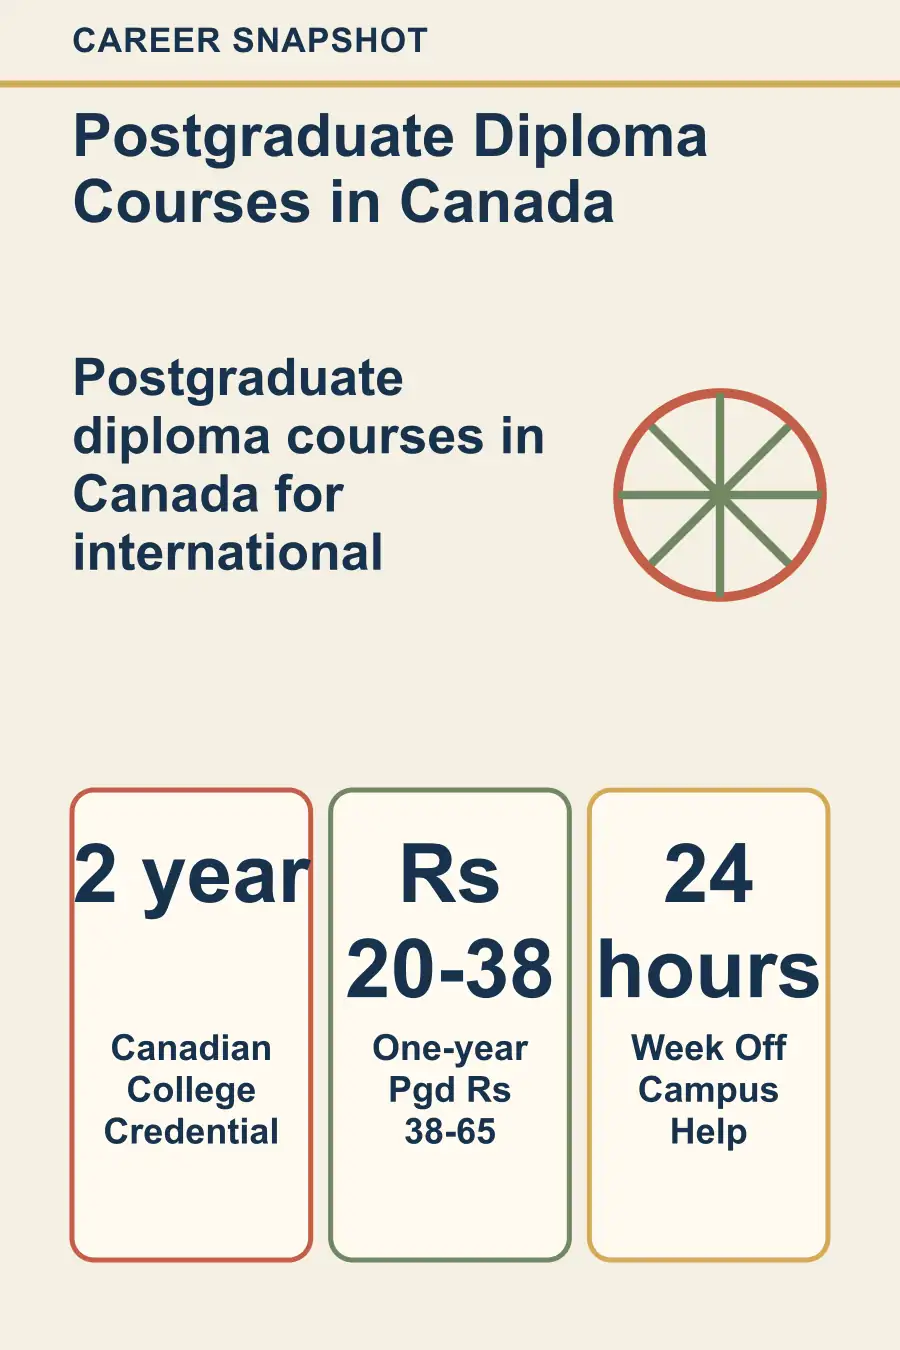 CAREER SNAPSHOT
Postgraduate Diploma
Courses in Canada
Postgraduate
diploma courses in
Canada for
international
2 year
Canadian
College
Credential
Rs
20-38
One-year
Pgd Rs
38-65
24
hours
Week Off
Campus
Help